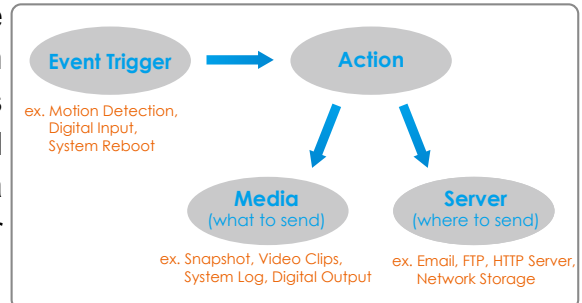 Event Trigger
Action
ex. Motion Detection,
Digital Input,
System Reboot
Media
(what to send)
Server
(where to send)
ex. Snapshot, Video Clips,
System Log, Digital Output
ex. Email, FTP, HTTP Server,
Network Storage